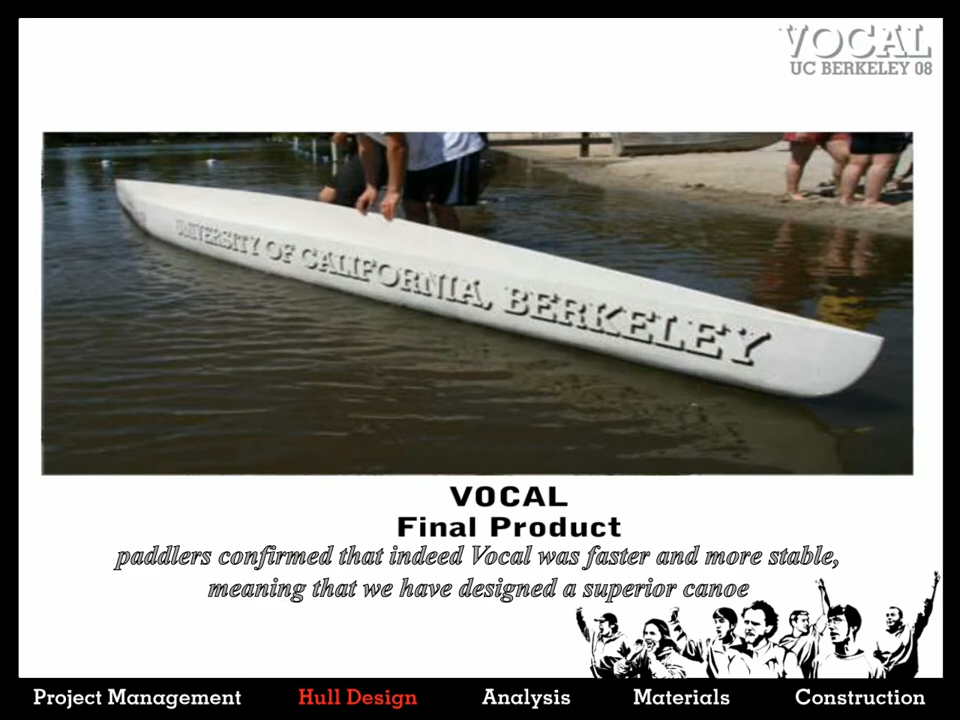 VOCAL
UC BERKELEY 08
UNIVERSITY OF CALIFORNIA, BERKELEY
VOCAL
Final Product
paddlers confirmed that indeed Vocal was faster and more stable,
meaning that we have designed a superior canoe
Project Management Hull Design Analysis Materials Construction